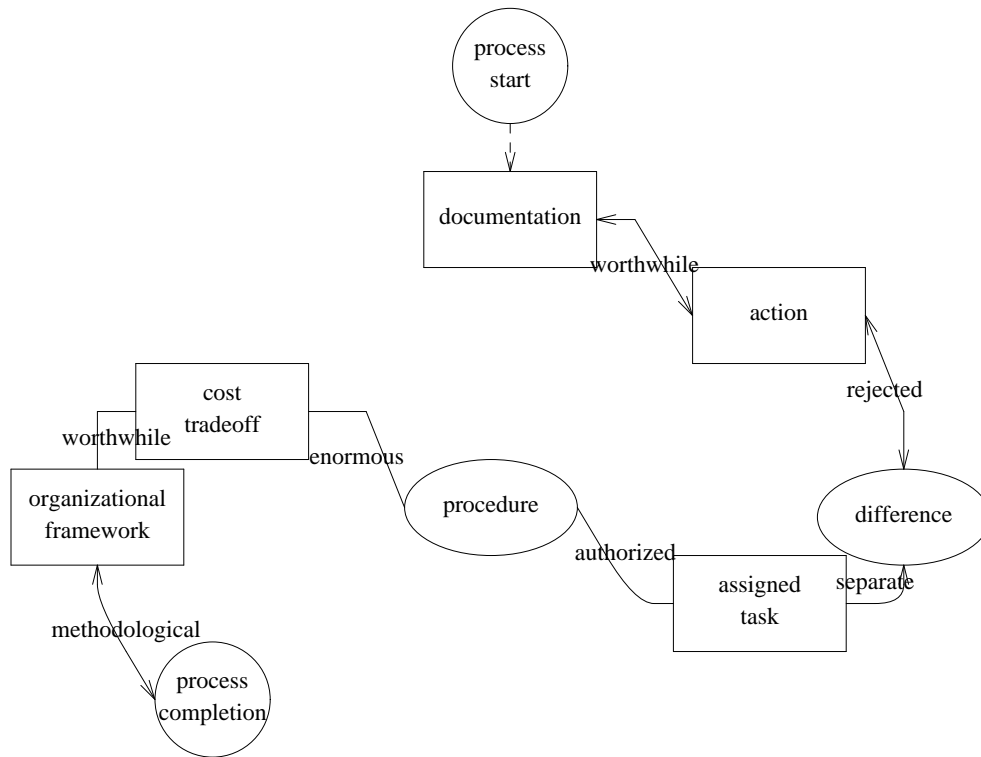 process
start
documentation
worthwhile
action
rejected
cost
tradeoff
worthwhile
enormous
organizational
framework
procedure
difference
authorized
assigned
task
separate
methodological
process
completion